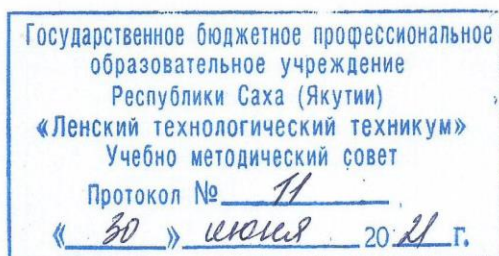 Государственное бюджетное профессиональное
образовательное учреждение
Республики Саха (Якутии)
«Ленский технологический техникум»
Учебно методический совет
Протокол № 11
« 30 » июня 20 21 г.